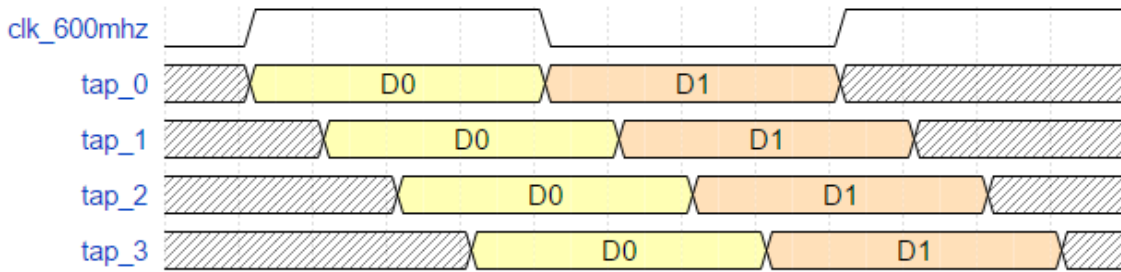 clk_600mhz
tap_0 D0 D1
tap_1 D0 D1
tap_2 D0 D1
tap_3 D0 D1